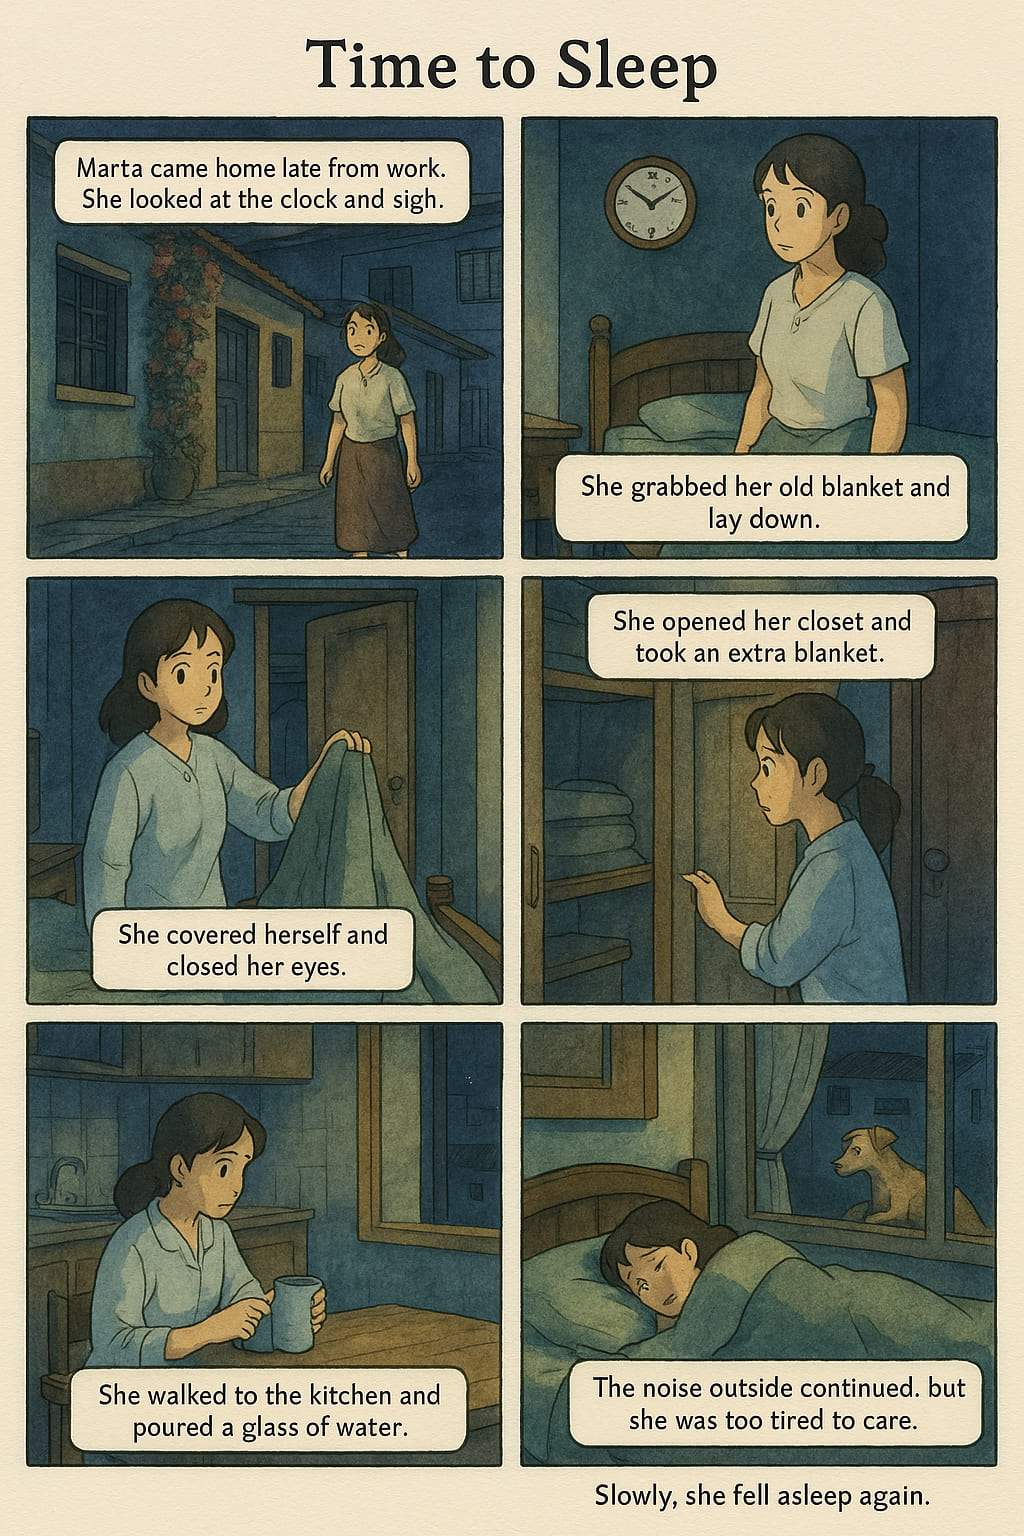 Time to Sleep
Marta came home late from work.
She looked at the clock and sigh.
She grabbed her old blanket and
lay down.
She covered herself and
closed her eyes.
She opened her closet and
took an extra blanket.
She walked to the kitchen and
poured a glass of water.
The noise outside continued. but
she was too tired to care.
Slowly, she fell asleep again.